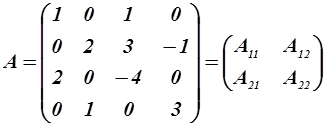 A = ( 1 0 1 0
0 2 3 −1
2 0 −4 0
0 1 0 3 ) = ( A₁₁ A₁₂
A₂₁ A₂₂ )